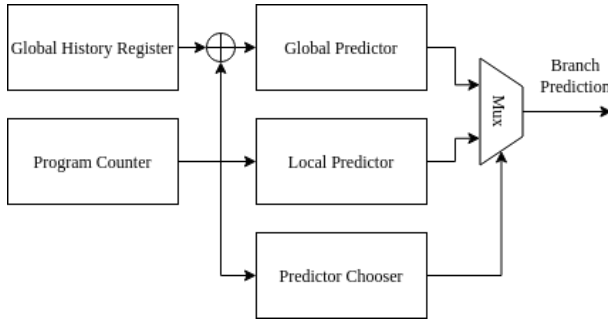 Global History Register
Global Predictor
Branch
Prediction
Mux
Program Counter
Local Predictor
Predictor Chooser